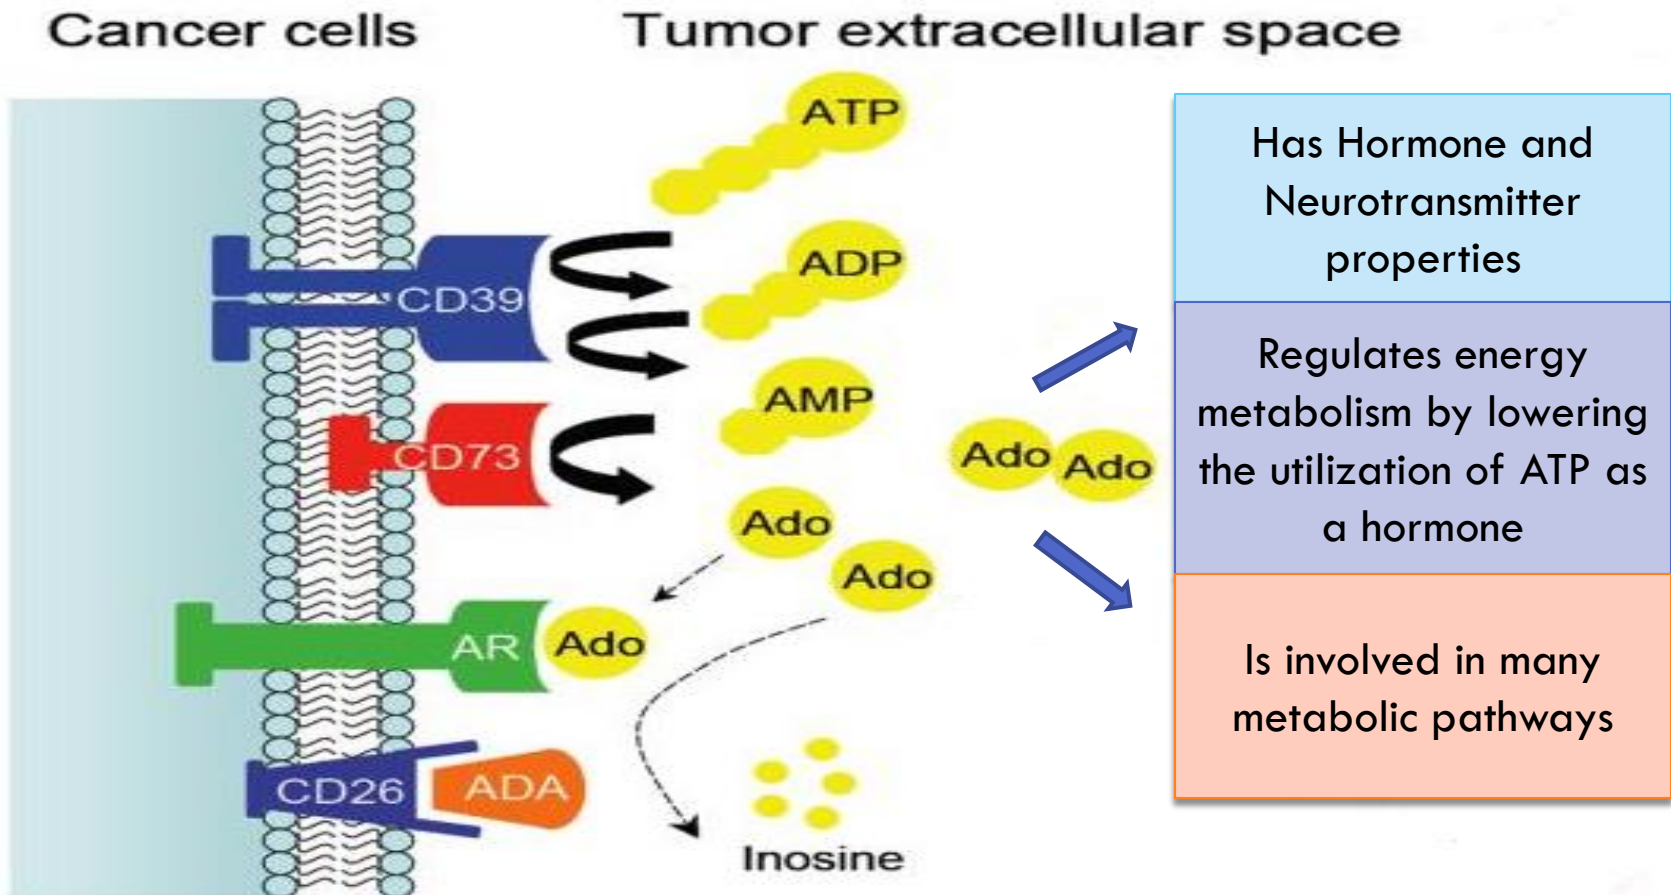 Cancer cells
Tumor extracellular space
ATP
ADP
CD39
AMP
CD73
Ado
Ado
Ado Ado
AR
Ado
CD26
ADA
Inosine
Has Hormone and
Neurotransmitter
properties
Regulates energy
metabolism by lowering
the utilization of ATP as
a hormone
Is involved in many
metabolic pathways